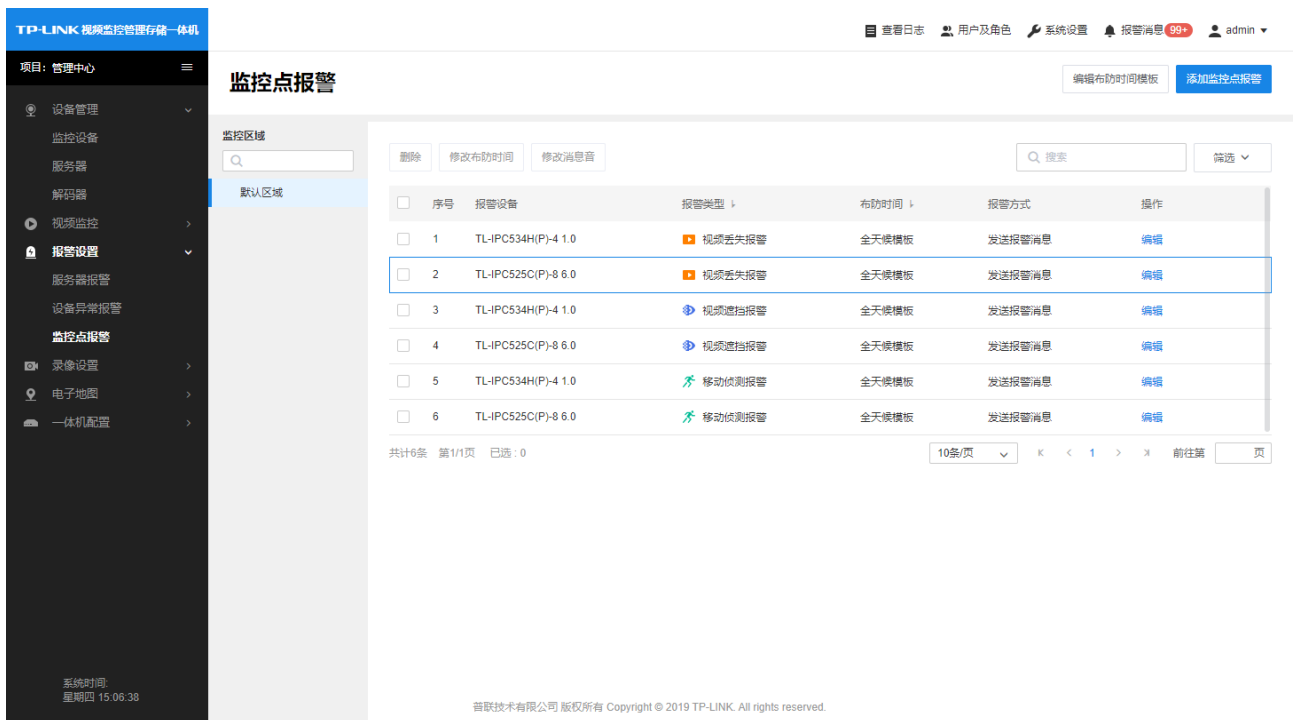 TP-LINK 视频监控管理存储一体机
查看日志 用户及角色 系统设置 报警消息 99+ admin
项目: 管理中心
监控点报警
编辑布防时间模板 添加监控点报警
设备管理
监控设备
服务器
解码器
视频监控
报警设置
服务器报警
设备异常报警
监控点报警
录像设置
电子地图
一体机配置
系统时间:
星期四 15:06:38
监控区域
默认区域
删除 修改布防时间 修改消息音 搜索 筛选
序号 报警设备 报警类型 布防时间 报警方式 操作
1 TL-IPC534H(P)-4 1.0 视频丢失报警 全天候模板 发送报警消息 编辑
2 TL-IPC525C(P)-8 6.0 视频丢失报警 全天候模板 发送报警消息 编辑
3 TL-IPC534H(P)-4 1.0 视频遮挡报警 全天候模板 发送报警消息 编辑
4 TL-IPC525C(P)-8 6.0 视频遮挡报警 全天候模板 发送报警消息 编辑
5 TL-IPC534H(P)-4 1.0 移动侦测报警 全天候模板 发送报警消息 编辑
6 TL-IPC525C(P)-8 6.0 移动侦测报警 全天候模板 发送报警消息 编辑
共计6条 第1/1页 已选 : 0 10条/页 1 前往第 页
普联技术有限公司 版权所有 Copyright © 2019 TP-LINK. All rights reserved.